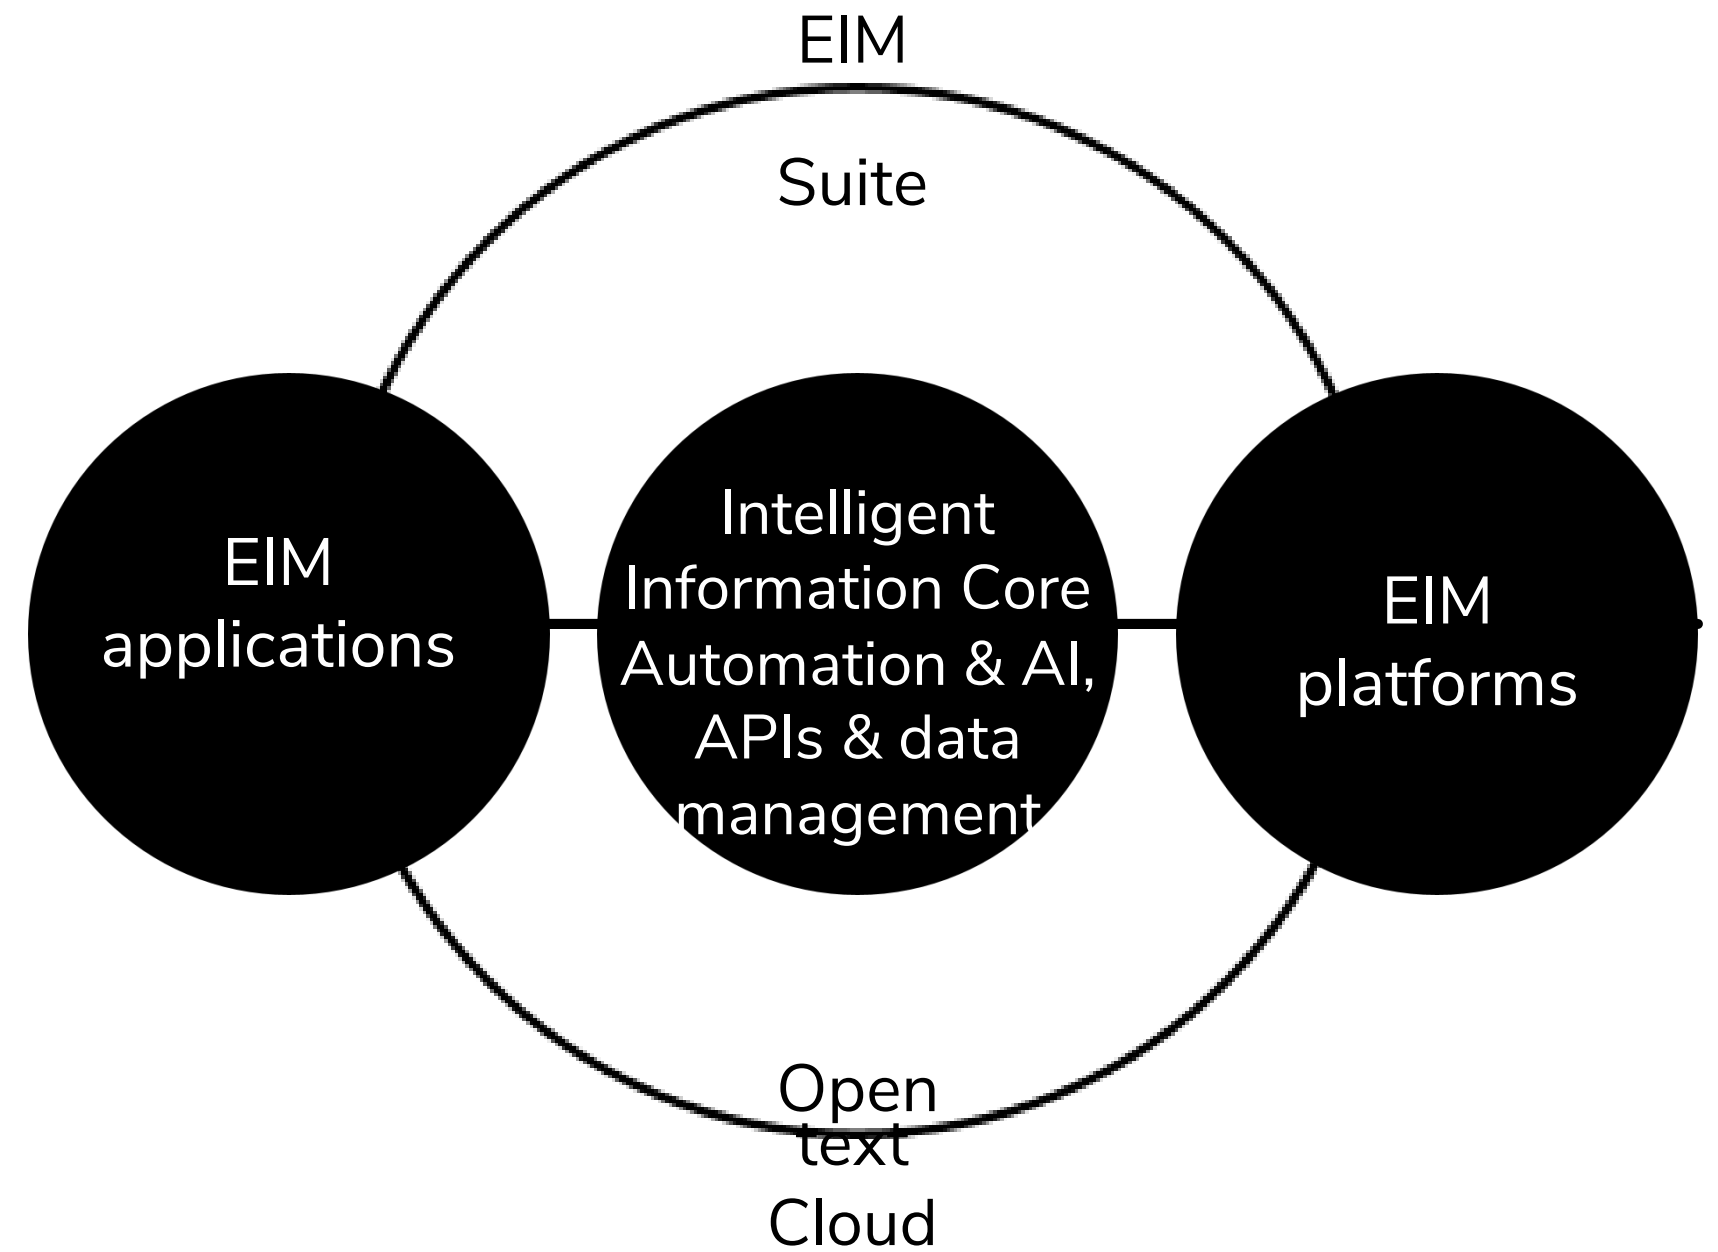 EIM
Suite
EIM
applications
Intelligent
Information Core
Automation & AI,
APIs & data
management
EIM
platforms
Open
text
Cloud